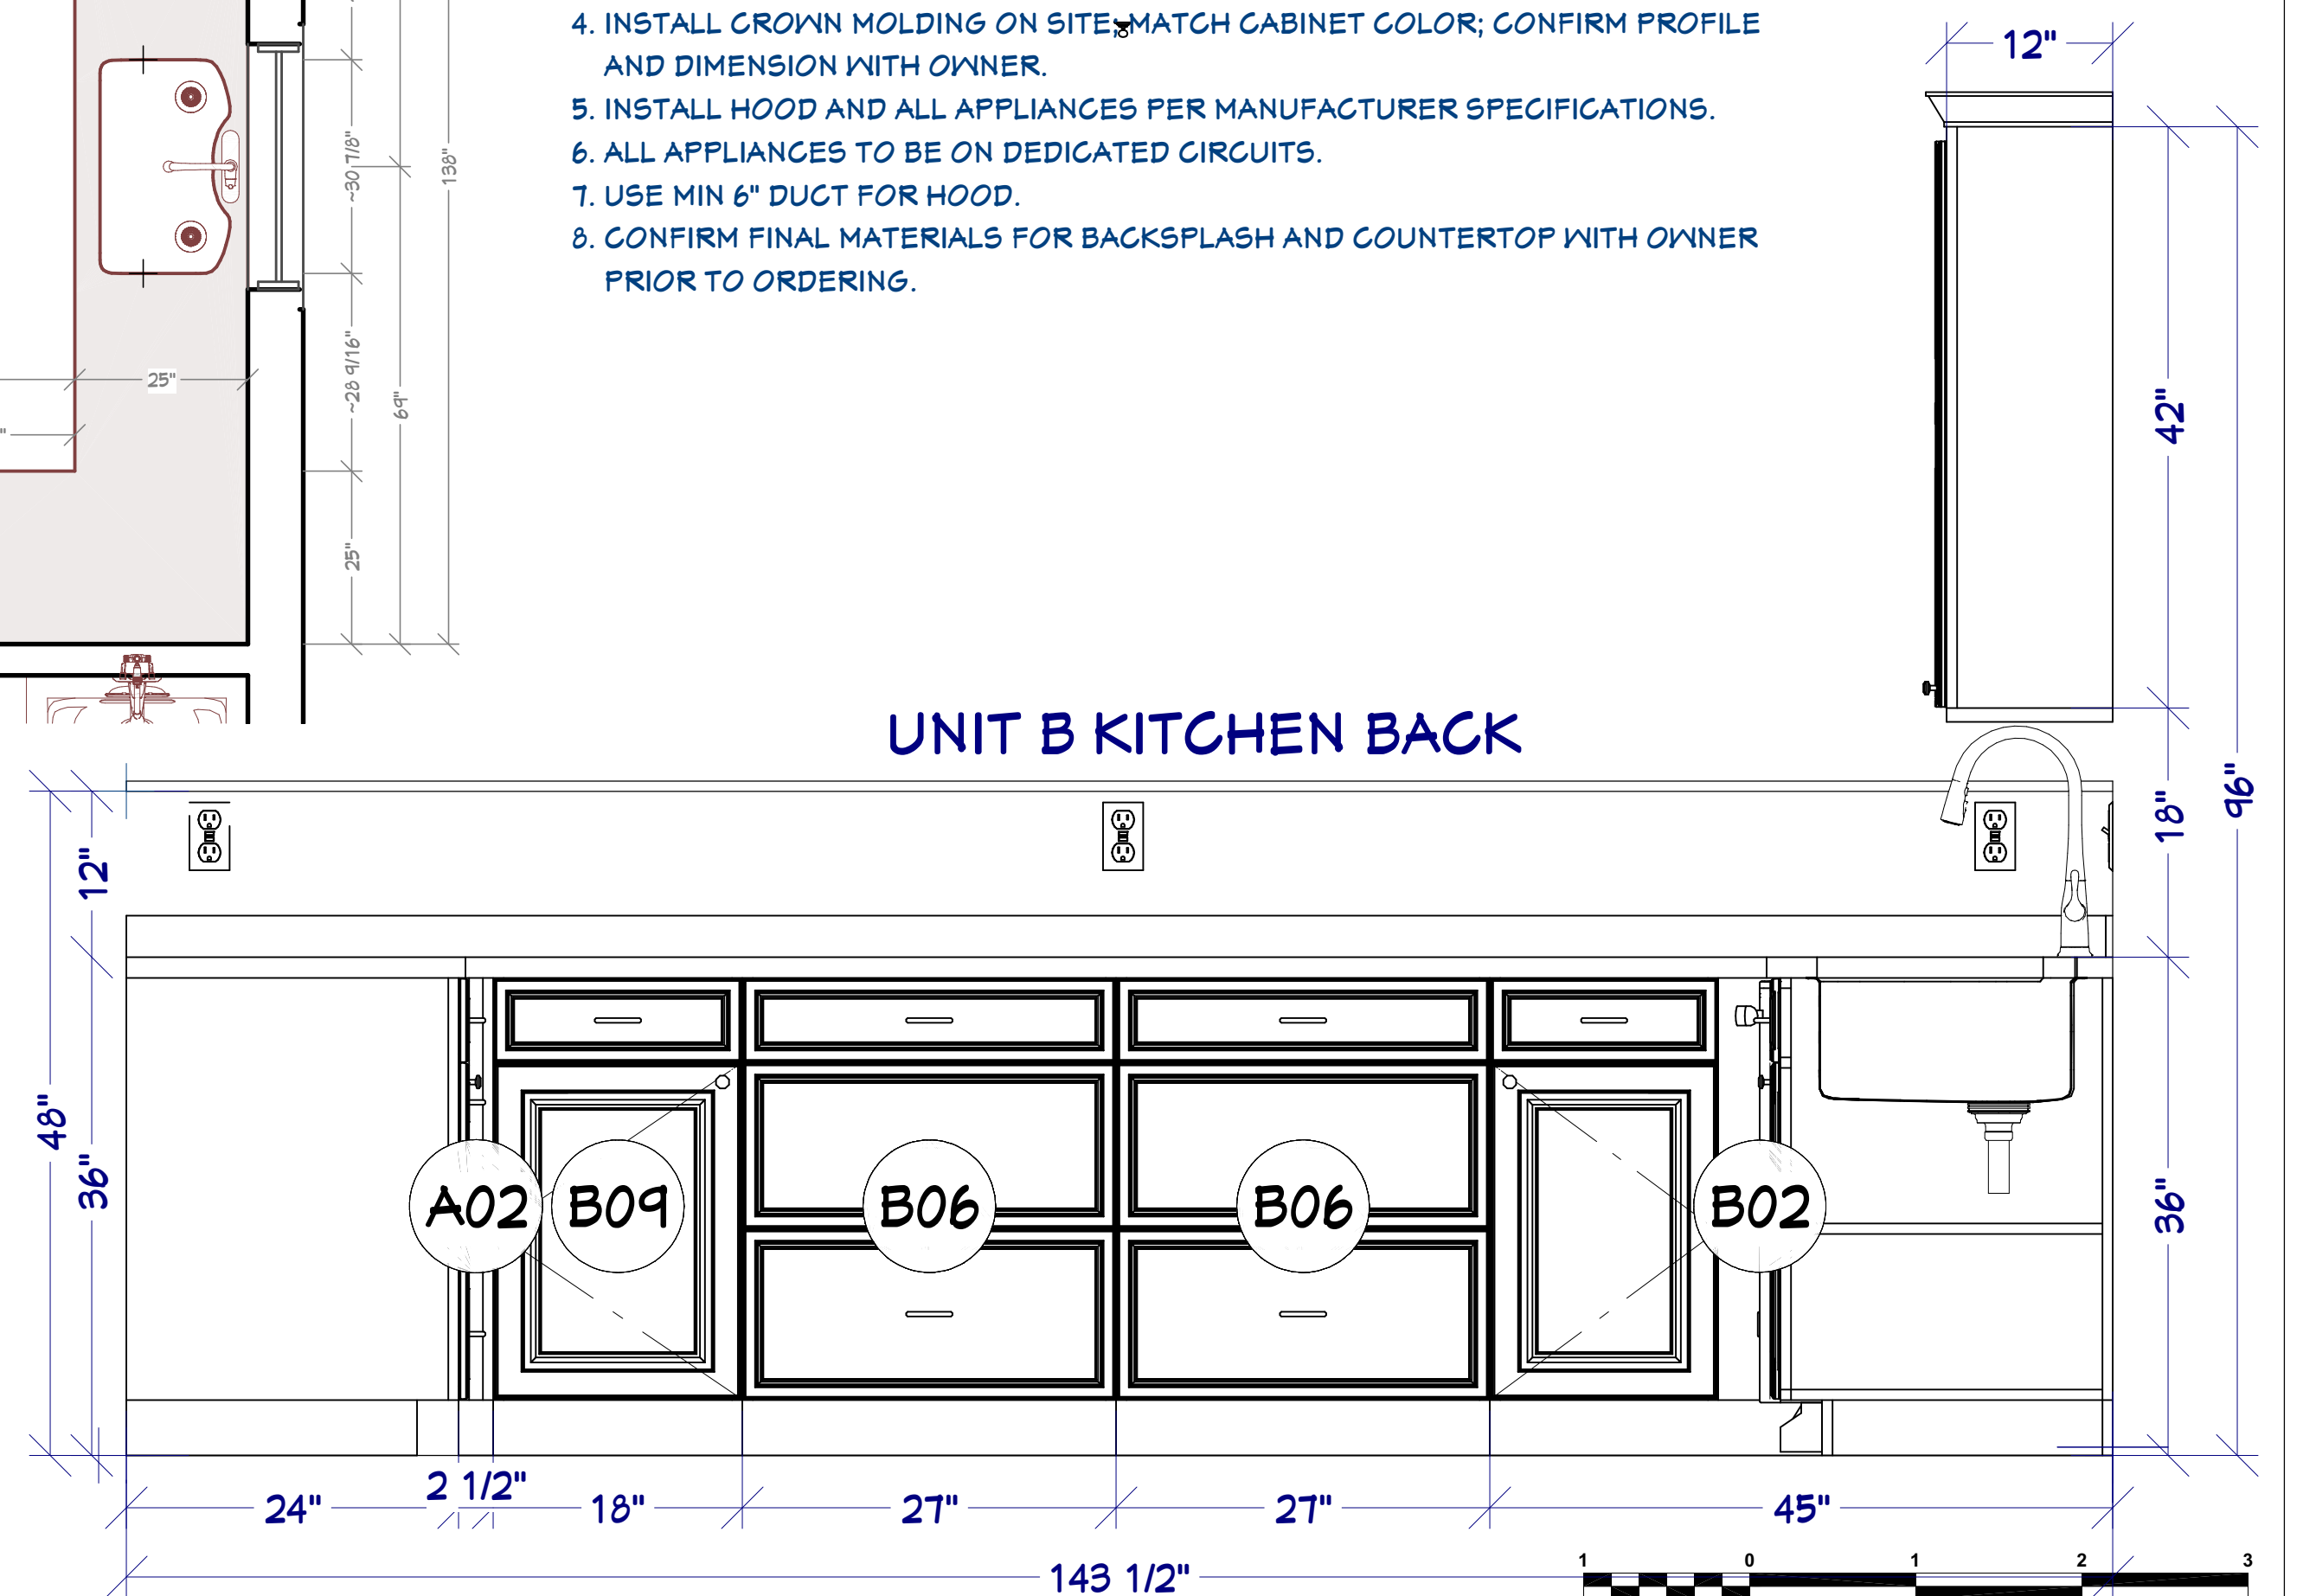 4. INSTALL CROWN MOLDING ON SITE; MATCH CABINET COLOR; CONFIRM PROFILE
AND DIMENSION WITH OWNER.
5. INSTALL HOOD AND ALL APPLIANCES PER MANUFACTURER SPECIFICATIONS.
6. ALL APPLIANCES TO BE ON DEDICATED CIRCUITS.
7. USE MIN 6" DUCT FOR HOOD.
8. CONFIRM FINAL MATERIALS FOR BACKSPLASH AND COUNTERTOP WITH OWNER
PRIOR TO ORDERING.
12"
~30 7/8"
138"
~28 9/16"
25"
69"
"
25"
42"
UNIT B KITCHEN BACK
96"
18"
12"
48"
36"
A02
B09
B06
B06
B02
36"
2 1/2"
24"
18"
27"
27"
45"
143 1/2"
1 0 1 2 3